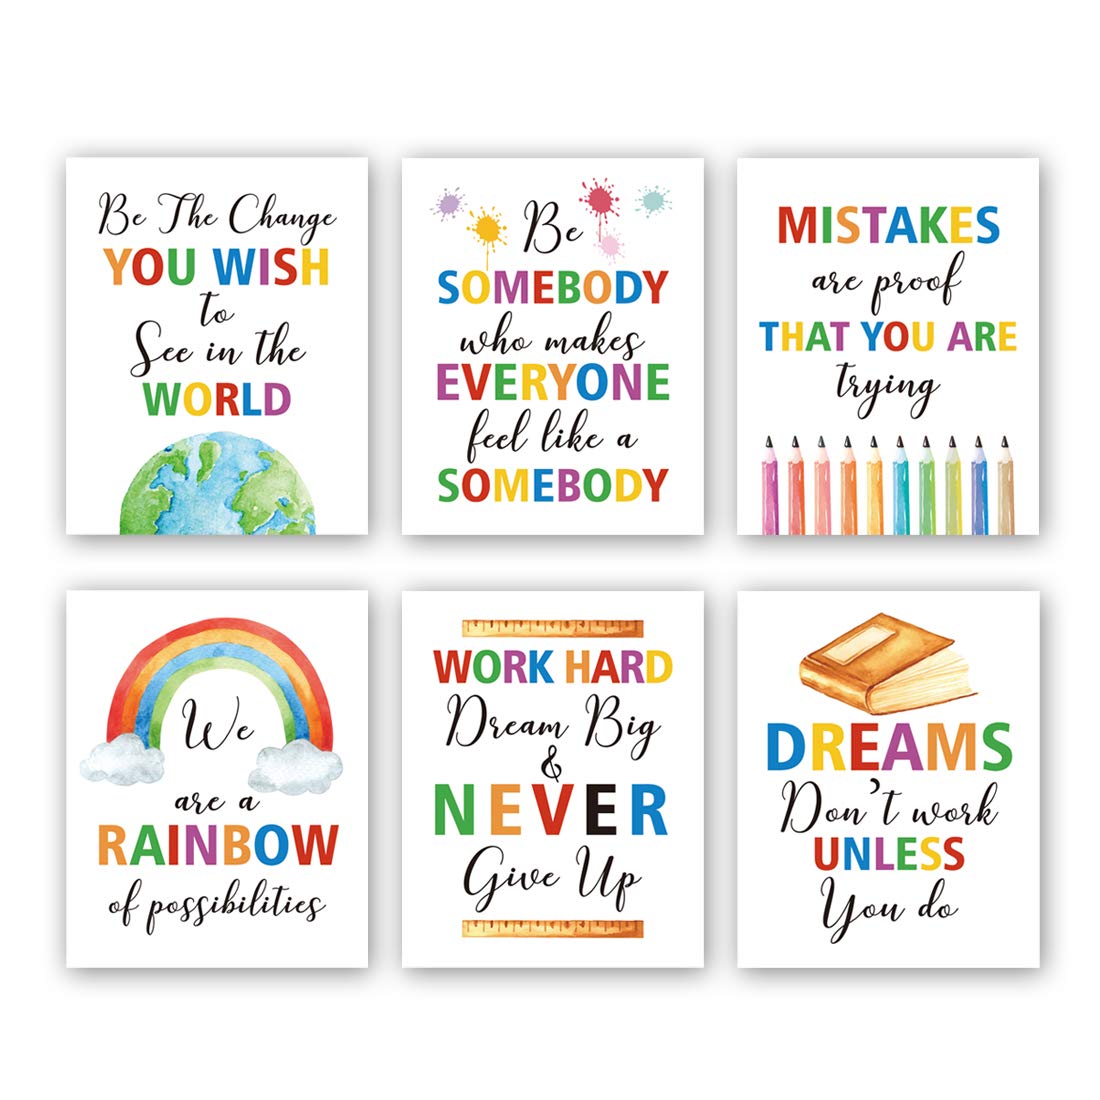 Be The Change
YOU WISH
to
See in the
WORLD
Be
SOMEBODY
who makes
EVERYONE
feel like a
SOMEBODY
MISTAKES
are proof
THAT YOU ARE
trying
We
are a
RAINBOW
of possibilities
WORK HARD
Dream Big
&
NEVER
Give Up
DREAMS
Don't work
UNLESS
You do